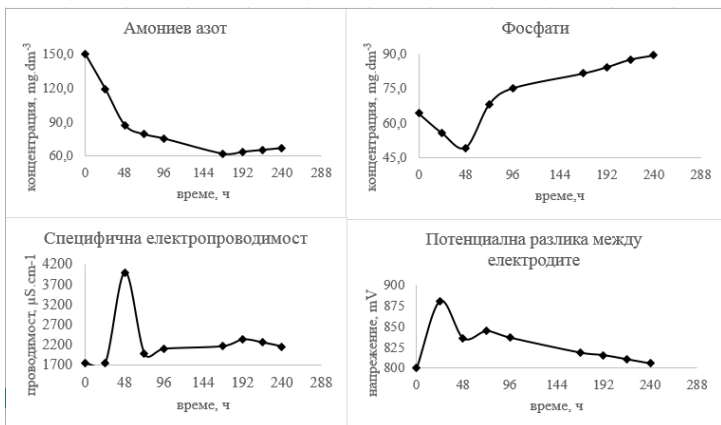 Амониев азот
концентрация, mg.dm-3
150,0
120,0
90,0
60,0
0 48 96 144 192 240 288
време, ч
Фосфати
концентрация, mg.dm-3
90,0
75,0
60,0
45,0
0 48 96 144 192 240 288
време,ч
Специфична електропроводимост
проводимост, µS.cm-1
4200
3700
3200
2700
2200
1700
0 48 96 144 192 240 288
време, ч
Потенциална разлика между
електродите
напрежение, mV
900
875
850
825
800
0 48 96 144 192 240 288
време, ч